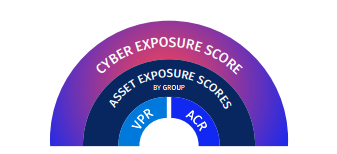 CYBER EXPOSURE SCORE
ASSET EXPOSURE SCORES
BY GROUP
VPR
ACR